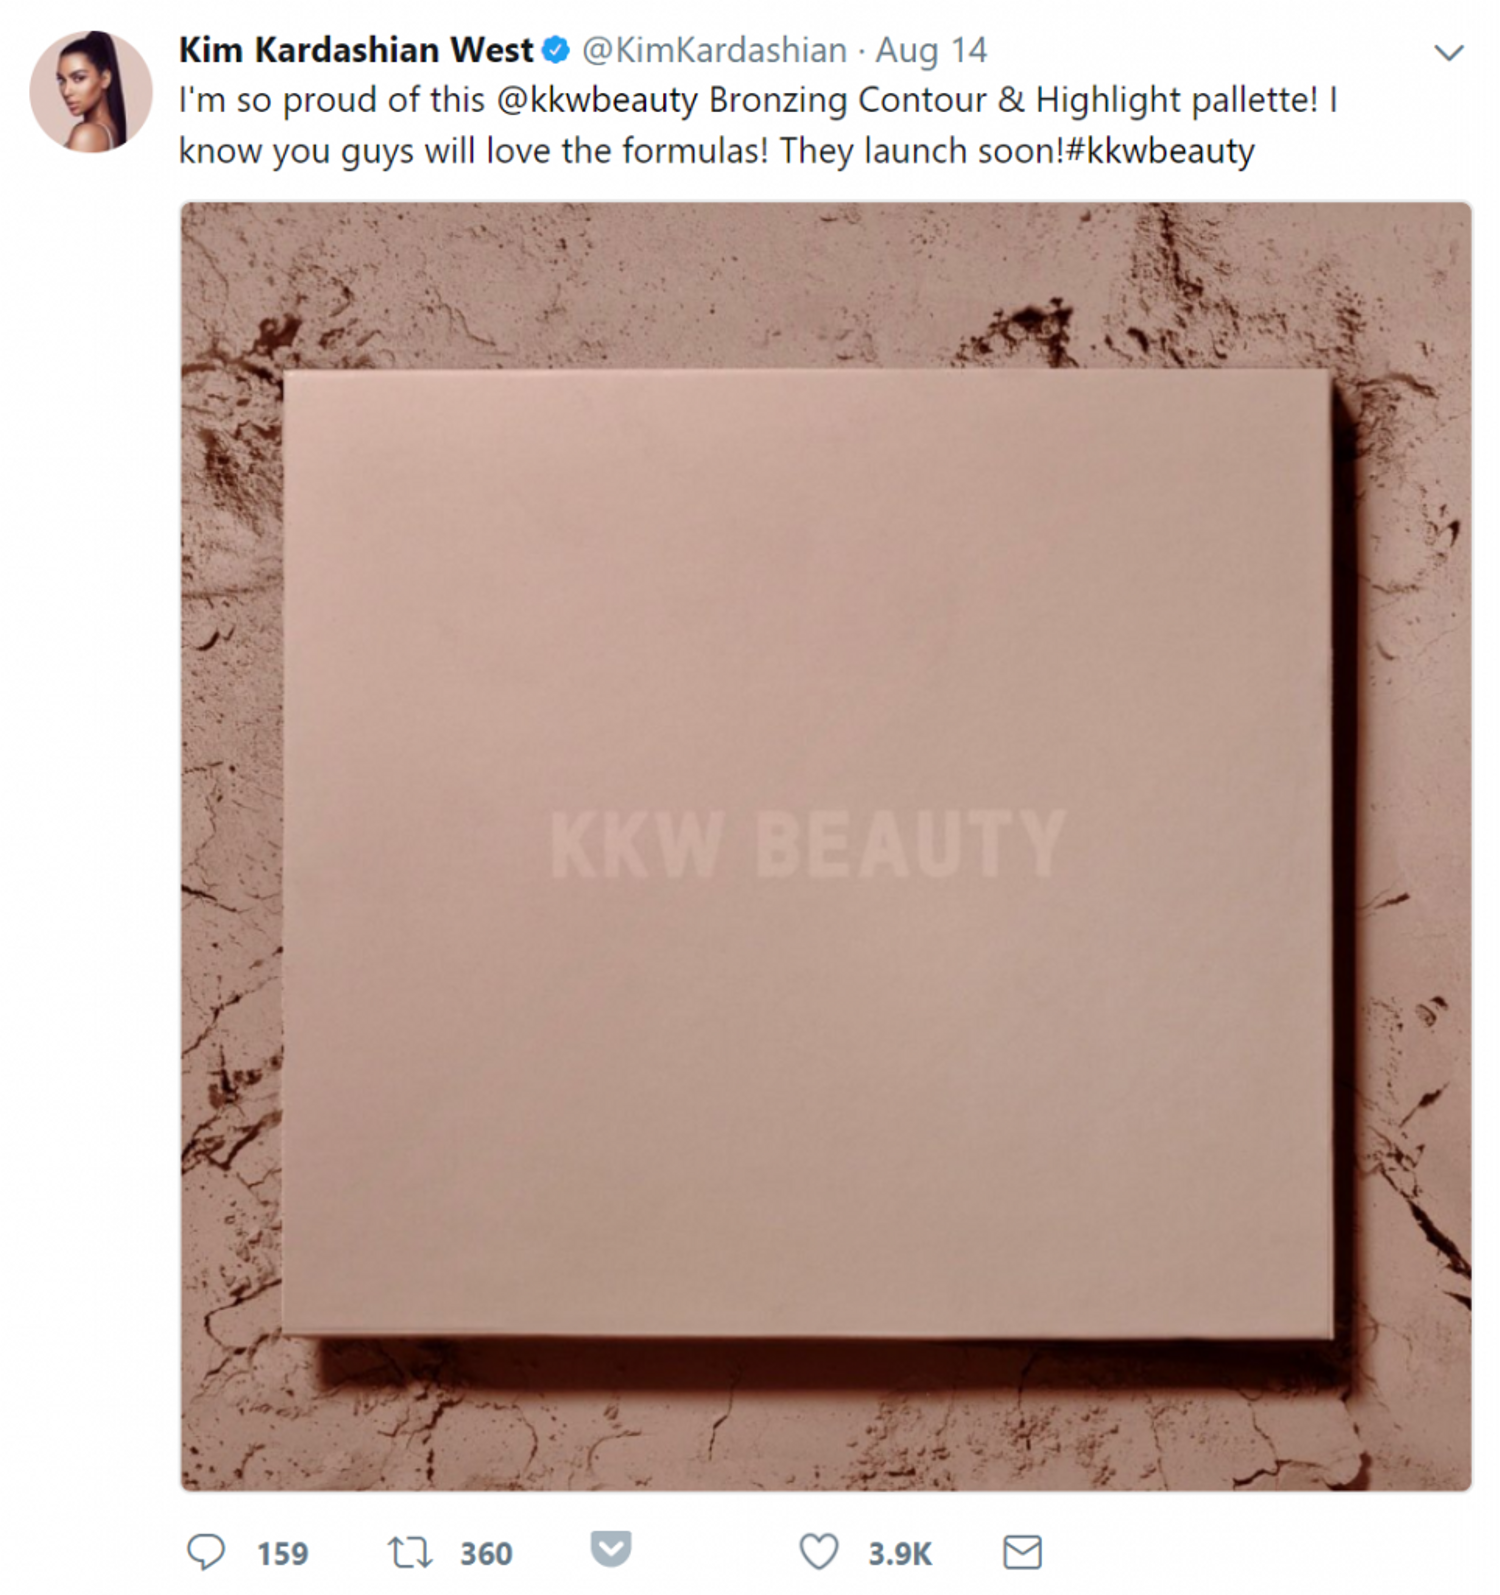 Kim Kardashian West @KimKardashian · Aug 14
I'm so proud of this @kkwbeauty Bronzing Contour & Highlight pallette! I
know you guys will love the formulas! They launch soon!#kkwbeauty
KKW BEAUTY
159 360 3.9K